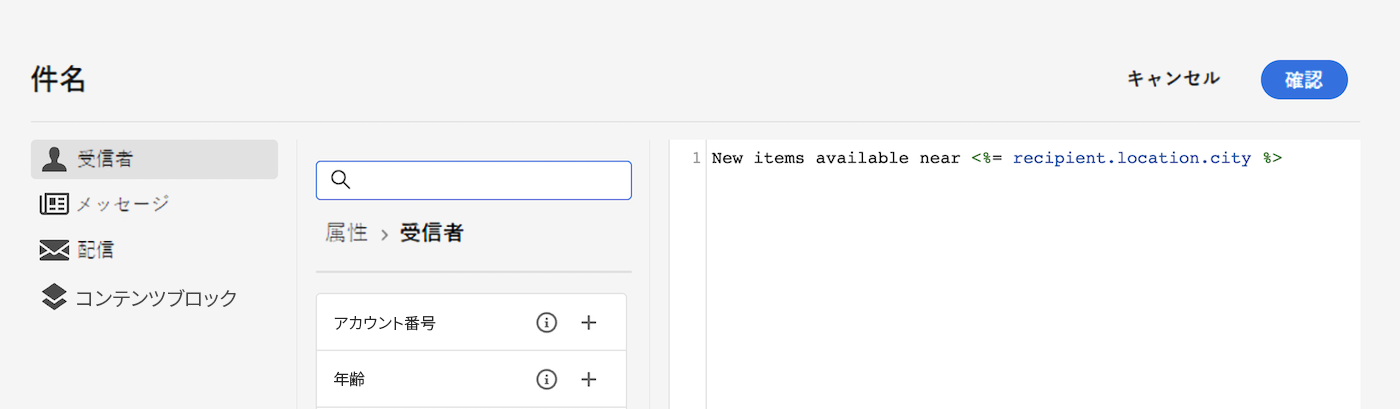 件名
キャンセル
確認
受信者
メッセージ
配信
コンテンツブロック
属性 › 受信者
アカウント番号
年齢
1 New items available near <%= recipient.location.city %>